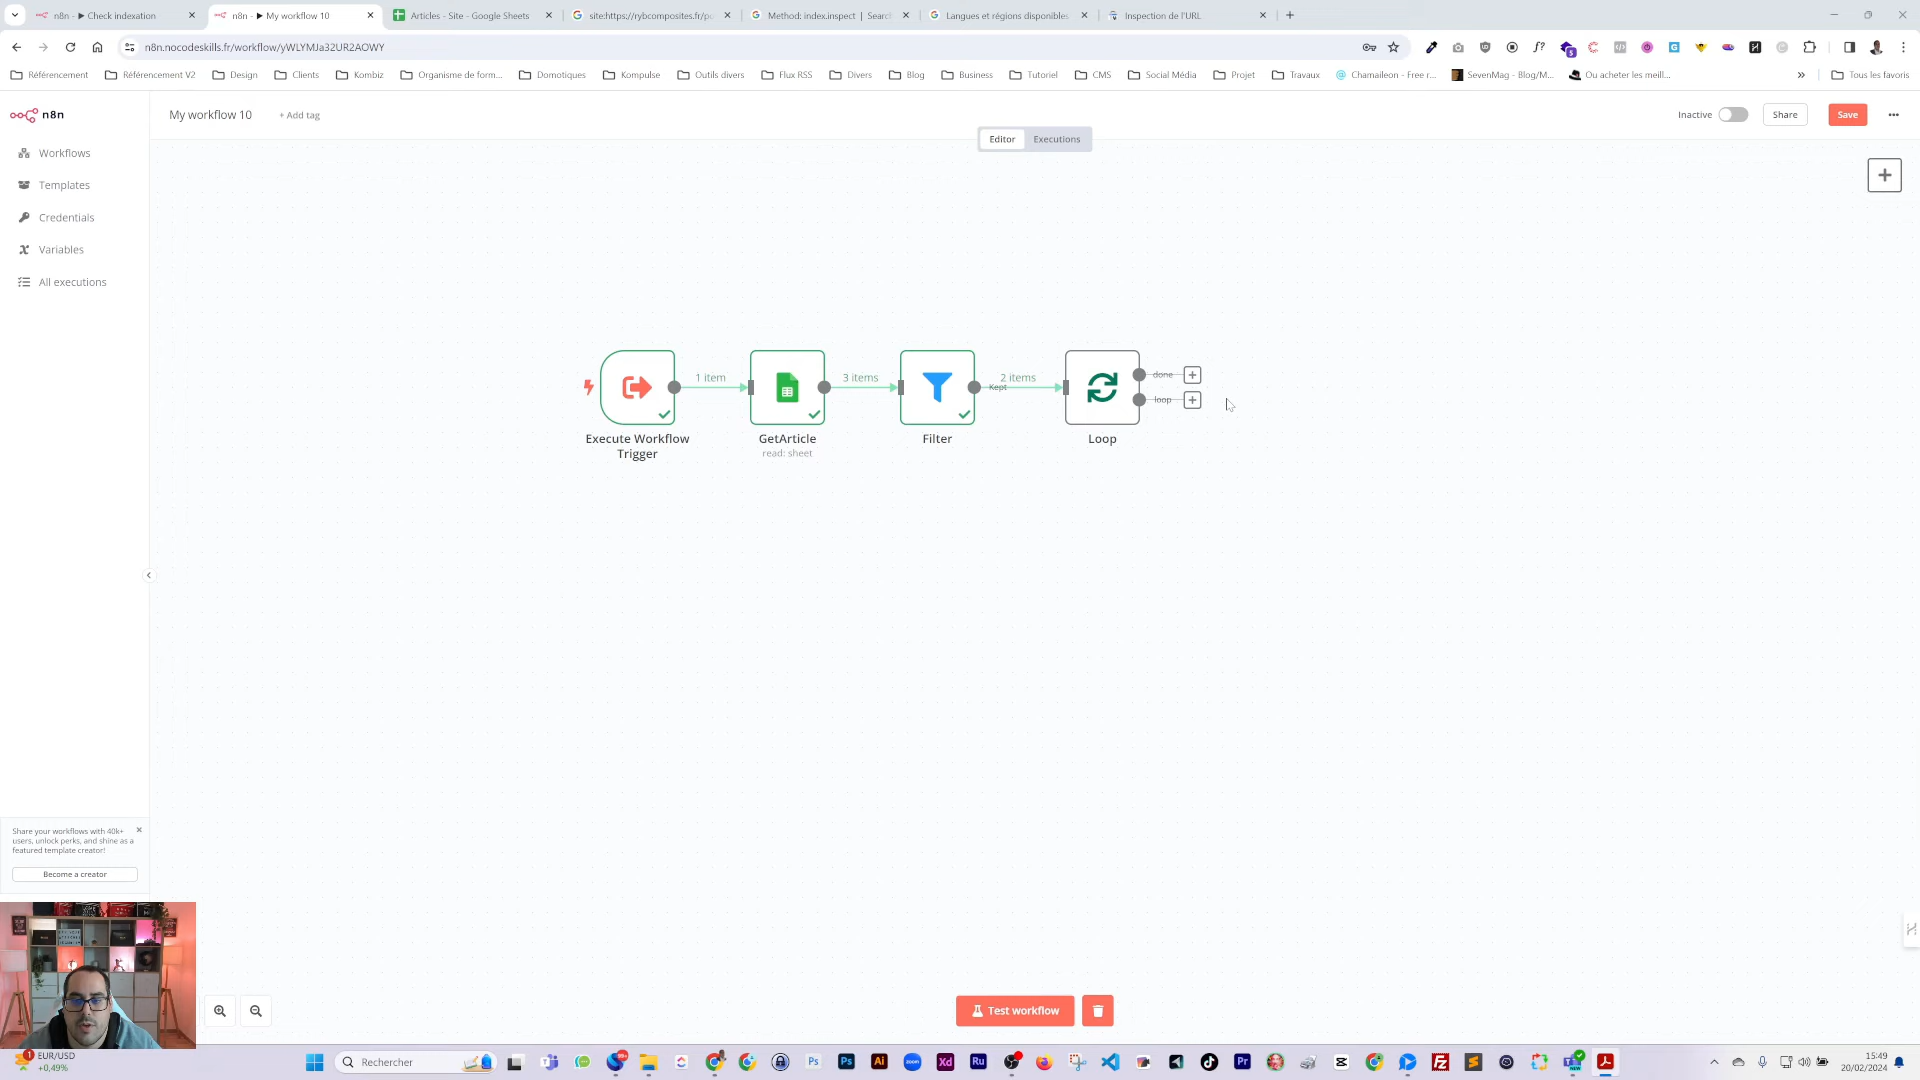 n8n - ▶ Check indexation
n8n - ▶ My workflow 10
Articles - Site - Google Sheets
site:https://rybcomposites.fr/po
Method: index.inspect | Searc
Langues et régions disponibles
Inspection de l'URL
n8n.nocodeskills.fr/workflow/yWLYMJa32UR2AOWY
Référencement
Référencement V2
Design
Clients
Kombiz
Organisme de form...
Domotiques
Kompulse
Outils divers
Flux RSS
Divers
Blog
Business
Tutoriel
CMS
Social Média
Projet
Travaux
Chamaileon - Free r...
SevenMag - Blog/M...
Ou acheter les meill...
Tous les favoris
n8n
My workflow 10
+ Add tag
Inactive
Share
Save
Editor
Executions
Workflows
Templates
Credentials
Variables
All executions
1 item
3 items
Kept
2 items
done
loop
Execute Workflow
Trigger
GetArticle
read: sheet
Filter
Loop
Share your workflows with 40k+
users, unlock perks, and shine as a
featured template creator!
Become a creator
Test workflow
EUR/USD
+0,49%
Rechercher
15:49
20/02/2024